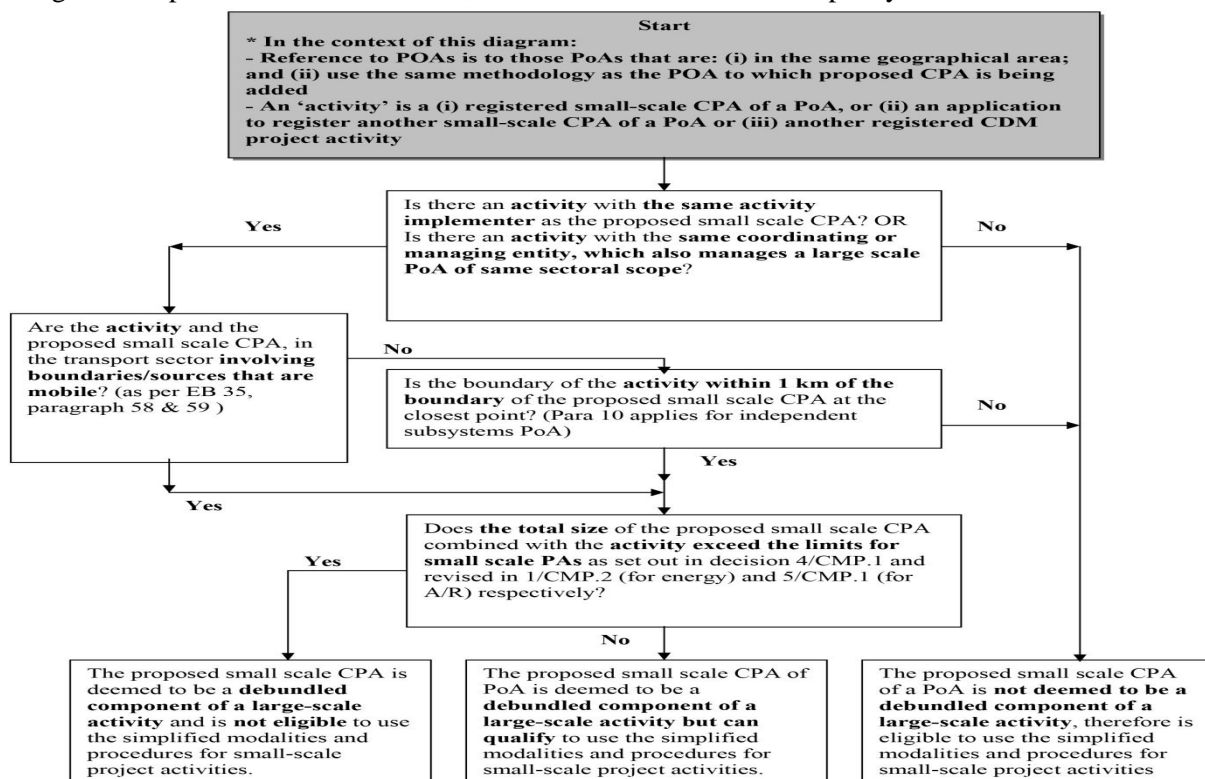 Start
* In the context of this diagram:
- Reference to POAs is to those PoAs that are: (i) in the same geographical area;
and (ii) use the same methodology as the POA to which proposed CPA is being
added
- An ‘activity’ is a (i) registered small-scale CPA of a PoA, or (ii) an application
to register another small-scale CPA of a PoA or (iii) another registered CDM
project activity
Is there an activity with the same activity
implementer as the proposed small scale CPA? OR
Is there an activity with the same coordinating or
managing entity, which also manages a large scale
PoA of same sectoral scope?
Yes
No
Are the activity and the
proposed small scale CPA, in
in the transport sector involving
boundaries/sources that are
mobile? (as per EB 35,
paragraph 58 & 59 )
No
Is the boundary of the activity within 1 km of the
boundary of the proposed small scale CPA at the
closest point? (Para 10 applies for independent
subsystems PoA)
No
Yes
Yes
Does the total size of the proposed small scale CPA
combined with the activity exceed the limits for
small scale PAs as set out in decision 4/CMP.1 and
revised in 1/CMP.2 (for energy) and 5/CMP.1 (for
A/R) respectively?
Yes
No
The proposed small scale CPA is
deemed to be a debundled
component of a large-scale
activity and is not eligible to use
the simplified modalities and
procedures for small-scale
project activities.
The proposed small scale CPA of
PoA is deemed to be a
debundled component of a
large-scale activity but can
qualify to use the simplified
modalities and procedures for
small-scale project activities.
The proposed small scale CPA
of a PoA is not deemed to be a
debundled component of a
large-scale activity, therefore is
eligible to use the simplified
modalities and procedures for
small-scale project activities